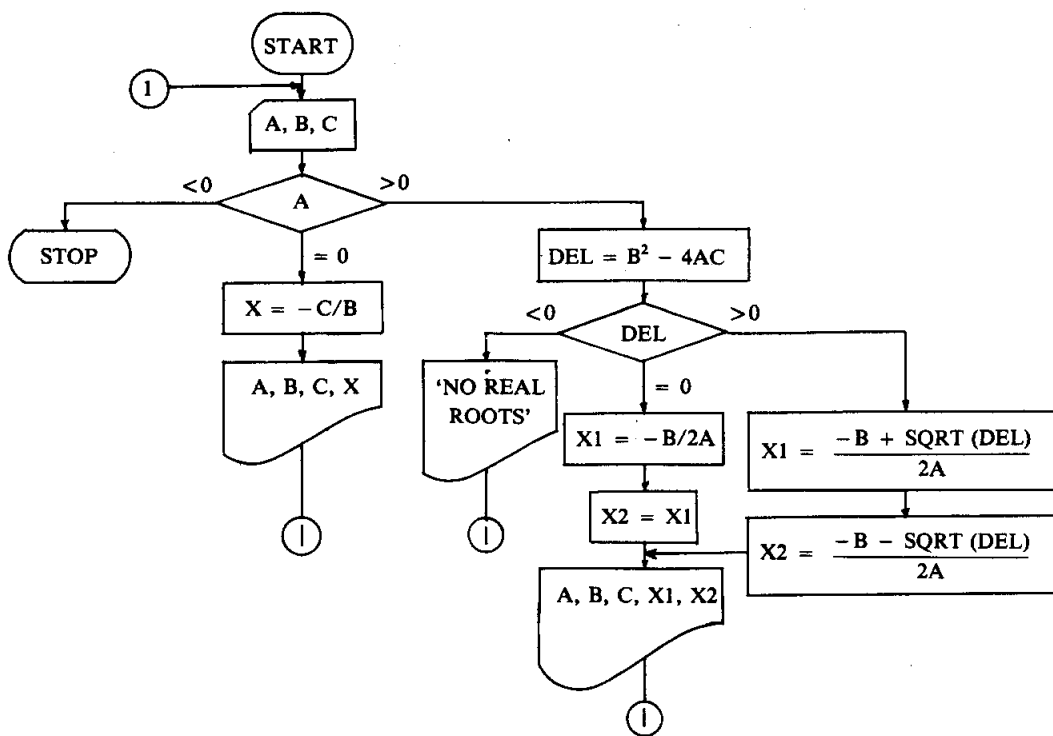 START
1
A, B, C
<0
A
>0
STOP
= 0
DEL = B² − 4AC
X = −C/B
<0
DEL
>0
A, B, C, X
'NO REAL
ROOTS'
= 0
X1 = −B/2A
X1 = −B + SQRT (DEL)
2A
X2 = X1
1
1
X2 = −B − SQRT (DEL)
2A
A, B, C, X1, X2
1